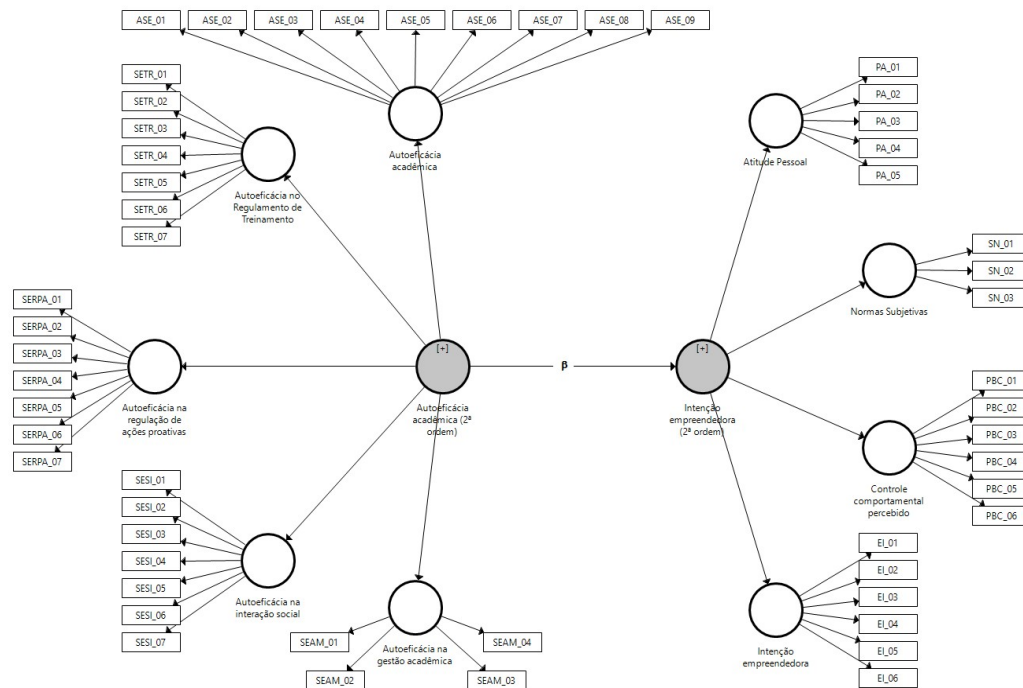 ASE_01
ASE_02
ASE_03
ASE_04
ASE_05
ASE_06
ASE_07
ASE_08
ASE_09
Autoeficácia
acadêmica
SETR_01
SETR_02
SETR_03
SETR_04
SETR_05
SETR_06
SETR_07
Autoeficácia no
Regulamento de
Treinamento
PA_01
PA_02
PA_03
PA_04
PA_05
Atitude Pessoal
SN_01
SN_02
SN_03
Normas Subjetivas
SERPA_01
SERPA_02
SERPA_03
SERPA_04
SERPA_05
SERPA_06
SERPA_07
Autoeficácia na
regulação de
ações proativas
[+]
Autoeficácia
acadêmica (2ª
ordem)
β
[+]
Intenção
empreendedora
(2ª ordem)
PBC_01
PBC_02
PBC_03
PBC_04
PBC_05
PBC_06
Controle
comportamental
percebido
SESI_01
SESI_02
SESI_03
SESI_04
SESI_05
SESI_06
SESI_07
Autoeficácia na
interação social
SEAM_01
SEAM_02
SEAM_03
SEAM_04
Autoeficácia na
gestão acadêmica
EI_01
EI_02
EI_03
EI_04
EI_05
EI_06
Intenção
empreendedora